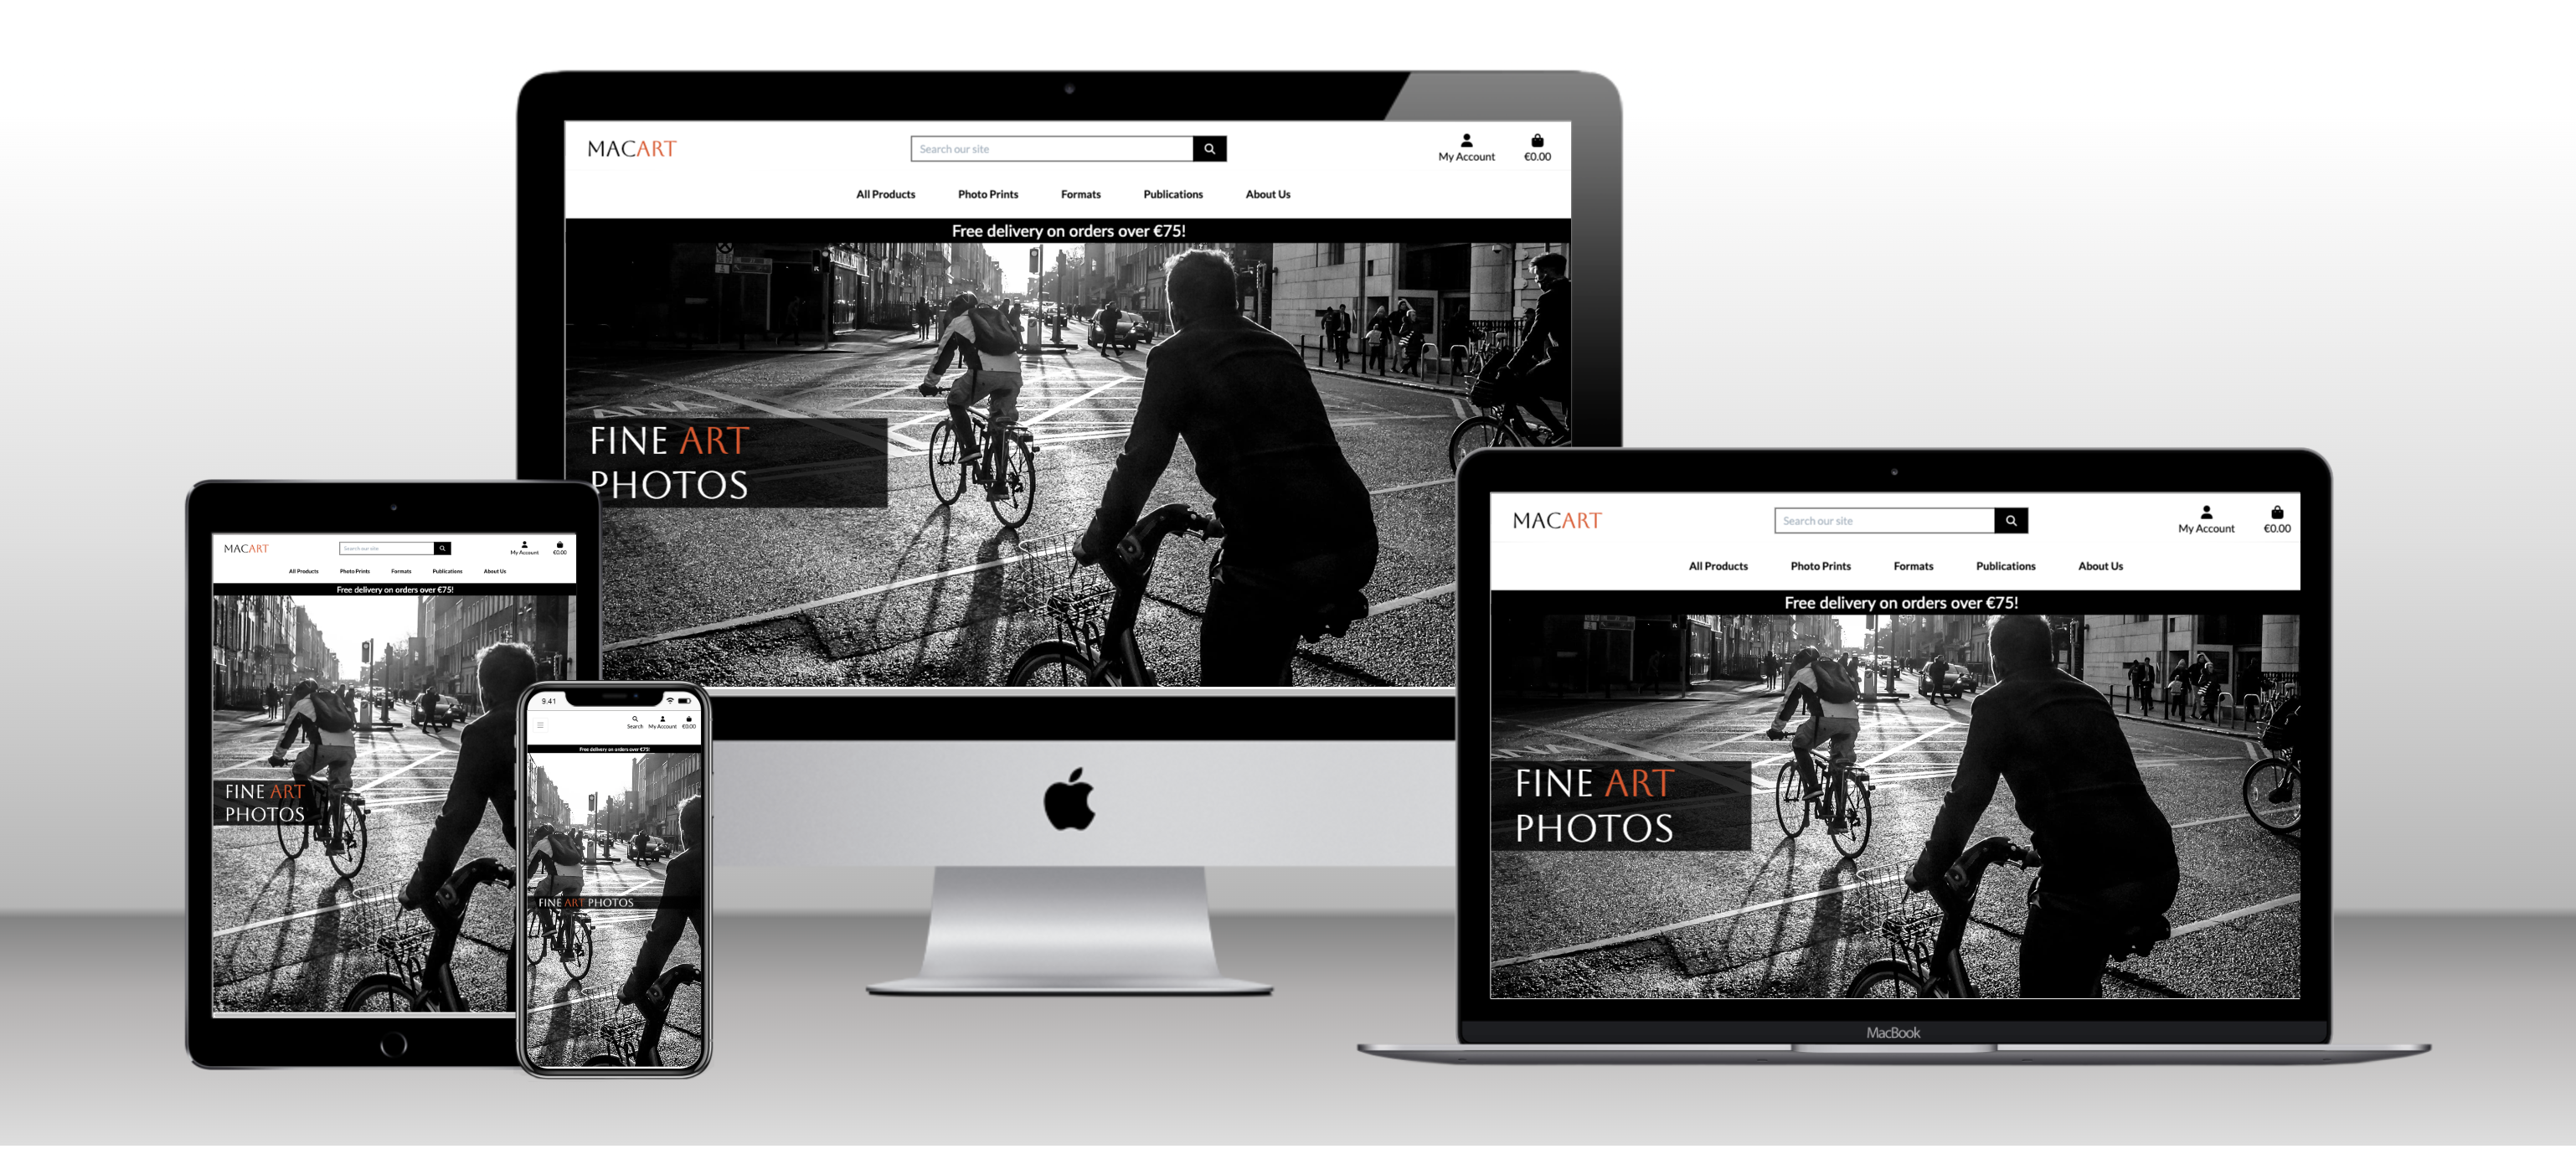 MACART
Search our site
My Account
€0.00
All Products Photo Prints Formats Publications About Us
Free delivery on orders over €75!
FINE ART
PHOTOS
MACART
Search our site
My Account
€0.00
All Products Photo Prints Formats Publications About Us
Free delivery on orders over €75!
FINE ART
PHOTOS
9.41
Search My Account €0.00
Free delivery on orders over €75!
FINE ART PHOTOS
MACART
Search our site
My Account
€0.00
All Products Photo Prints Formats Publications About Us
Free delivery on orders over €75!
FINE ART
PHOTOS
MacBook